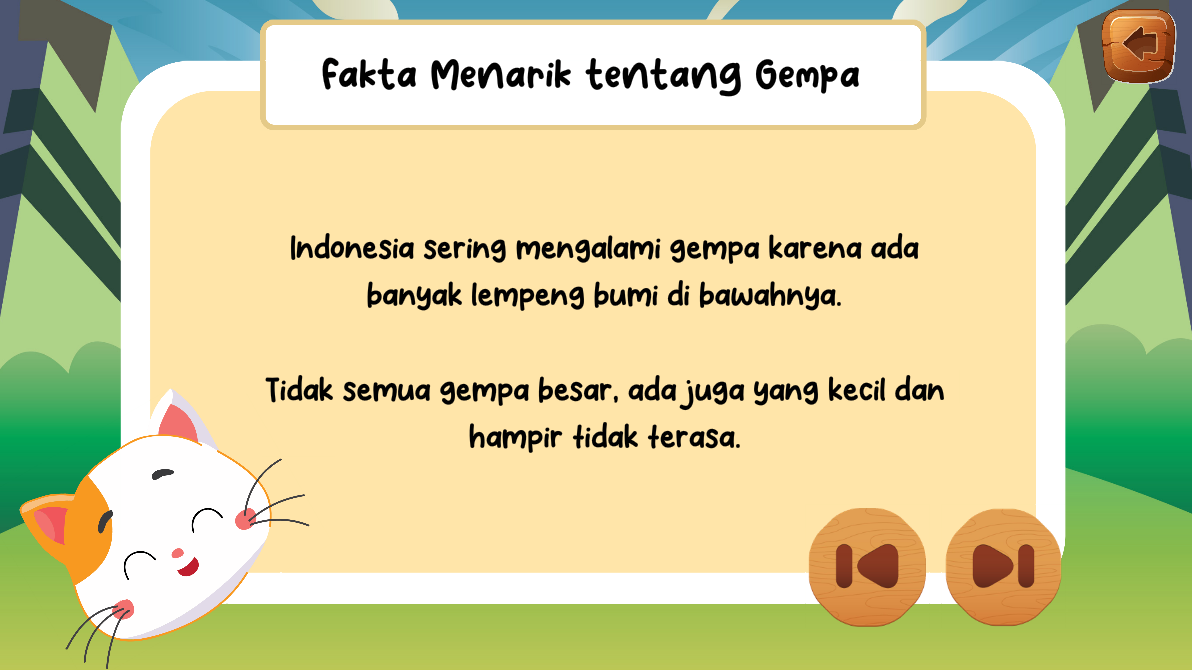 Fakta Menarik tentang Gempa
Indonesia sering mengalami gempa karena ada
banyak lempeng bumi di bawahnya.
Tidak semua gempa besar, ada juga yang kecil dan
hampir tidak terasa.